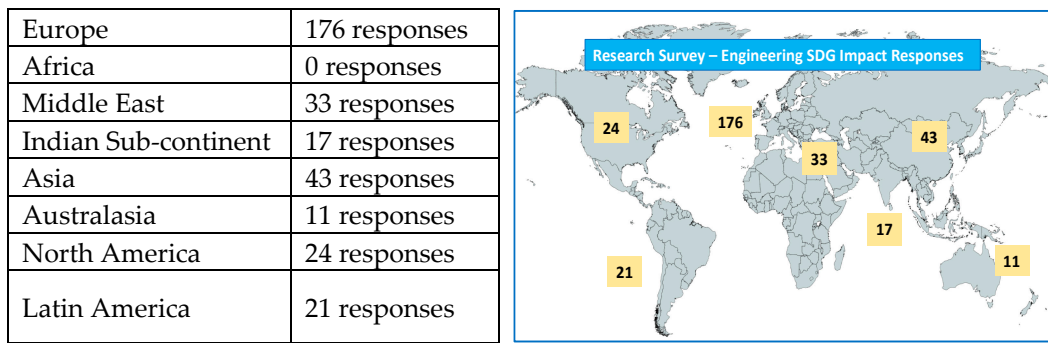 Europe 176 responses
Africa 0 responses
Middle East 33 responses
Indian Sub-continent 17 responses
Asia 43 responses
Australasia 11 responses
North America 24 responses
Latin America 21 responses
Research Survey – Engineering SDG Impact Responses
24
176
43
33
17
21
11